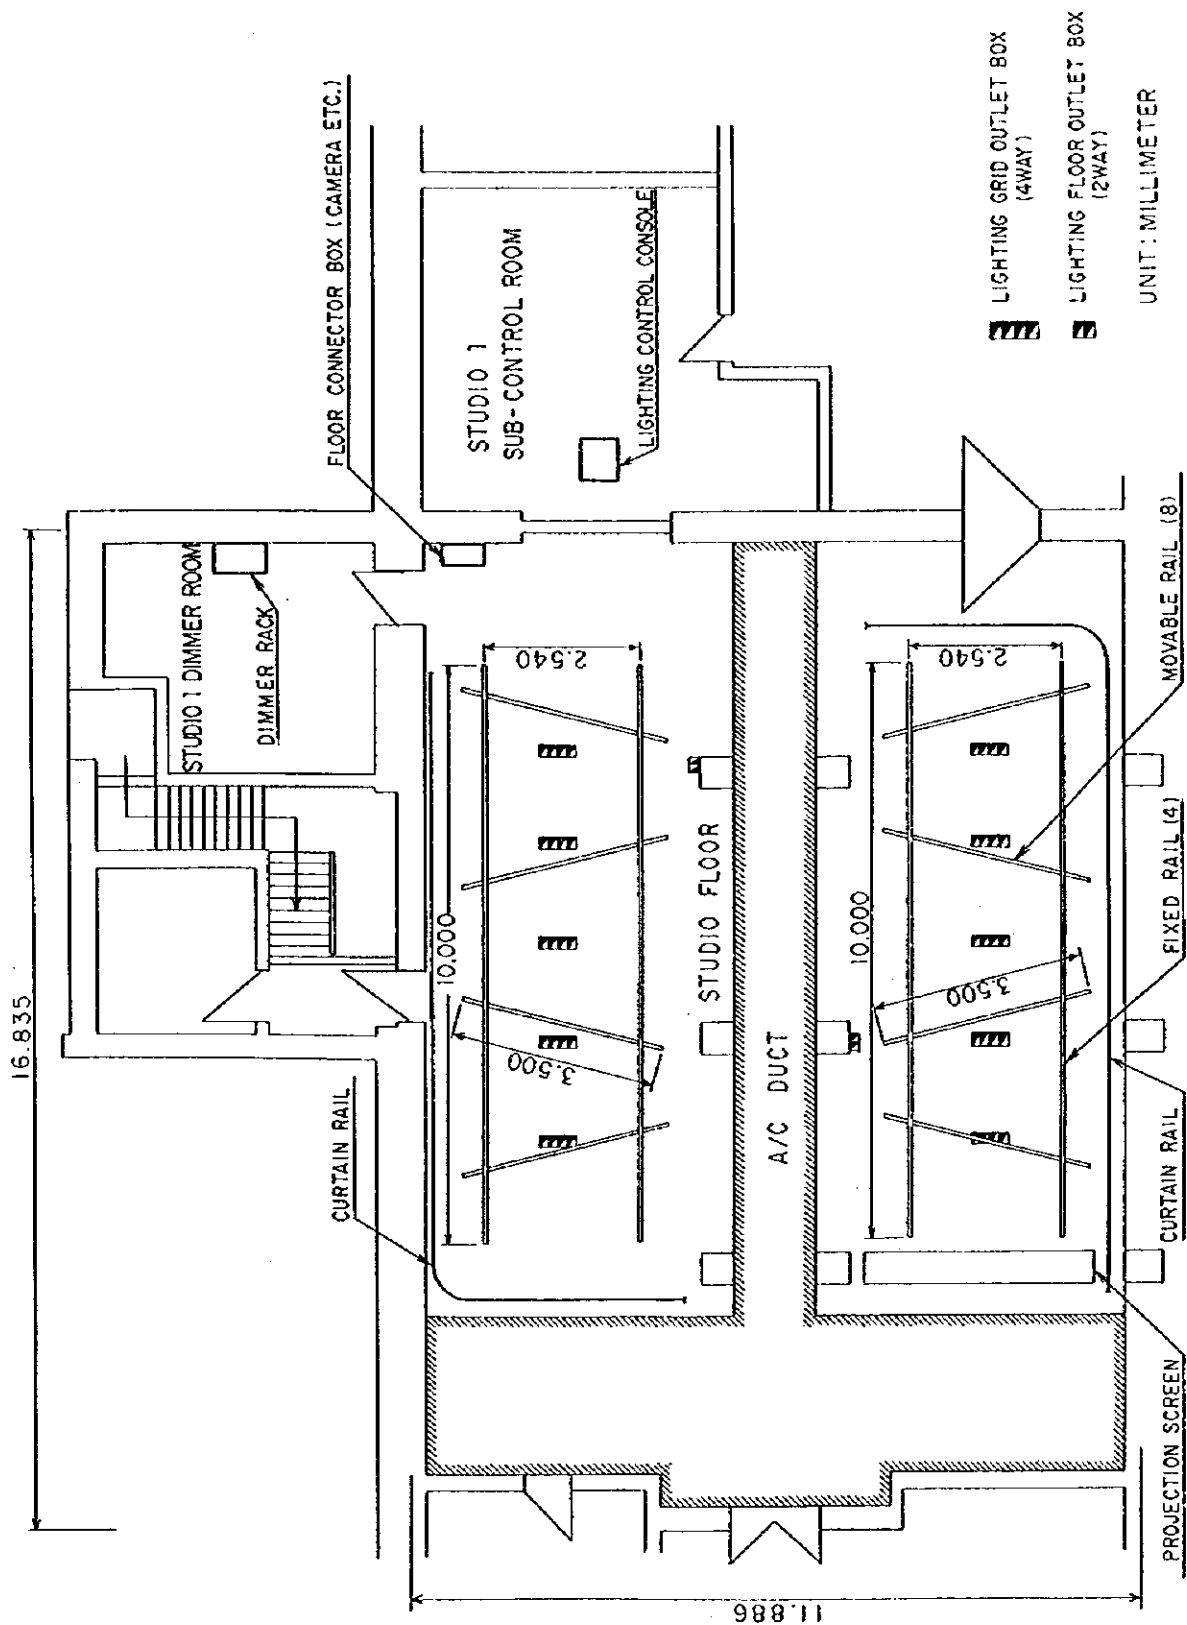 16.835
FLOOR CONNECTOR BOX (CAMERA ETC.)
STUDIO 1 DIMMER ROOM
DIMMER RACK
STUDIO 1
SUB-CONTROL ROOM
LIGHTING CONTROL CONSOLE
CURTAIN RAIL
10.000
2.540
3.500
STUDIO FLOOR
A/C DUCT
10.000
2.540
3.500
MOVABLE RAIL (8)
FIXED RAIL (4)
CURTAIN RAIL
PROJECTION SCREEN
11.886
LIGHTING GRID OUTLET BOX
(4WAY)
LIGHTING FLOOR OUTLET BOX
(2WAY)
UNIT: MILLIMETER